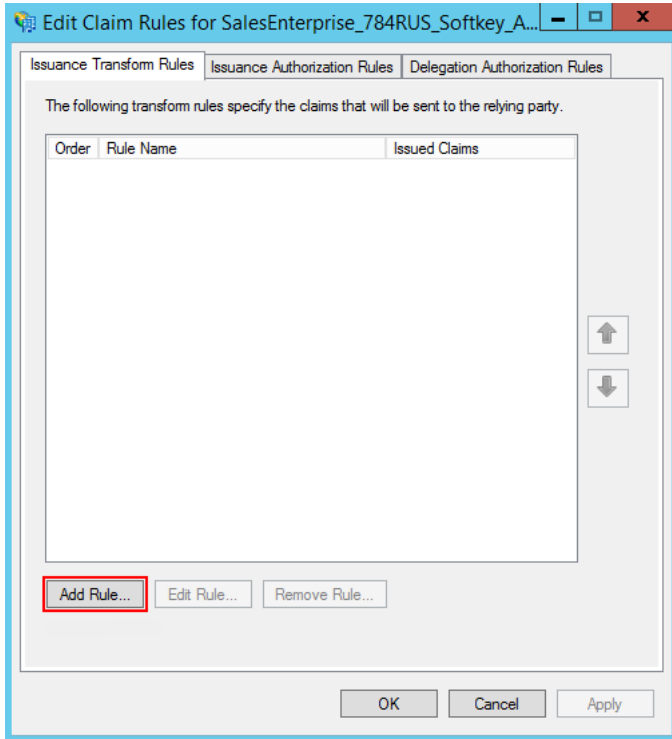 Edit Claim Rules for SalesEnterprise_784RUS_Softkey_A...
Issuance Transform Rules Issuance Authorization Rules Delegation Authorization Rules
The following transform rules specify the claims that will be sent to the relying party.
Order Rule Name Issued Claims
Add Rule... Edit Rule... Remove Rule...
OK Cancel Apply